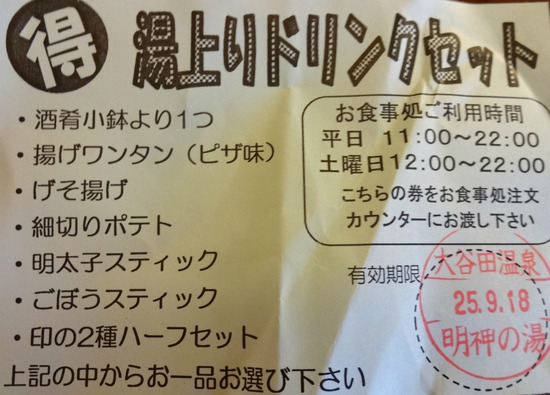 得 湯上りドリンクセット
・酒肴小鉢より1つ
・揚げワンタン（ピザ味）
・げそ揚げ
・細切りポテト
・明太子スティック
・ごぼうスティック
・印の2種ハーフセット
上記の中からお一品お選び下さい
お食事処ご利用時間
平日 11:00～22:00
土曜日12:00～22:00
こちらの券をお食事処注文
カウンターにお渡し下さい
有効期限
大谷田温泉
25.9.18
明神の湯